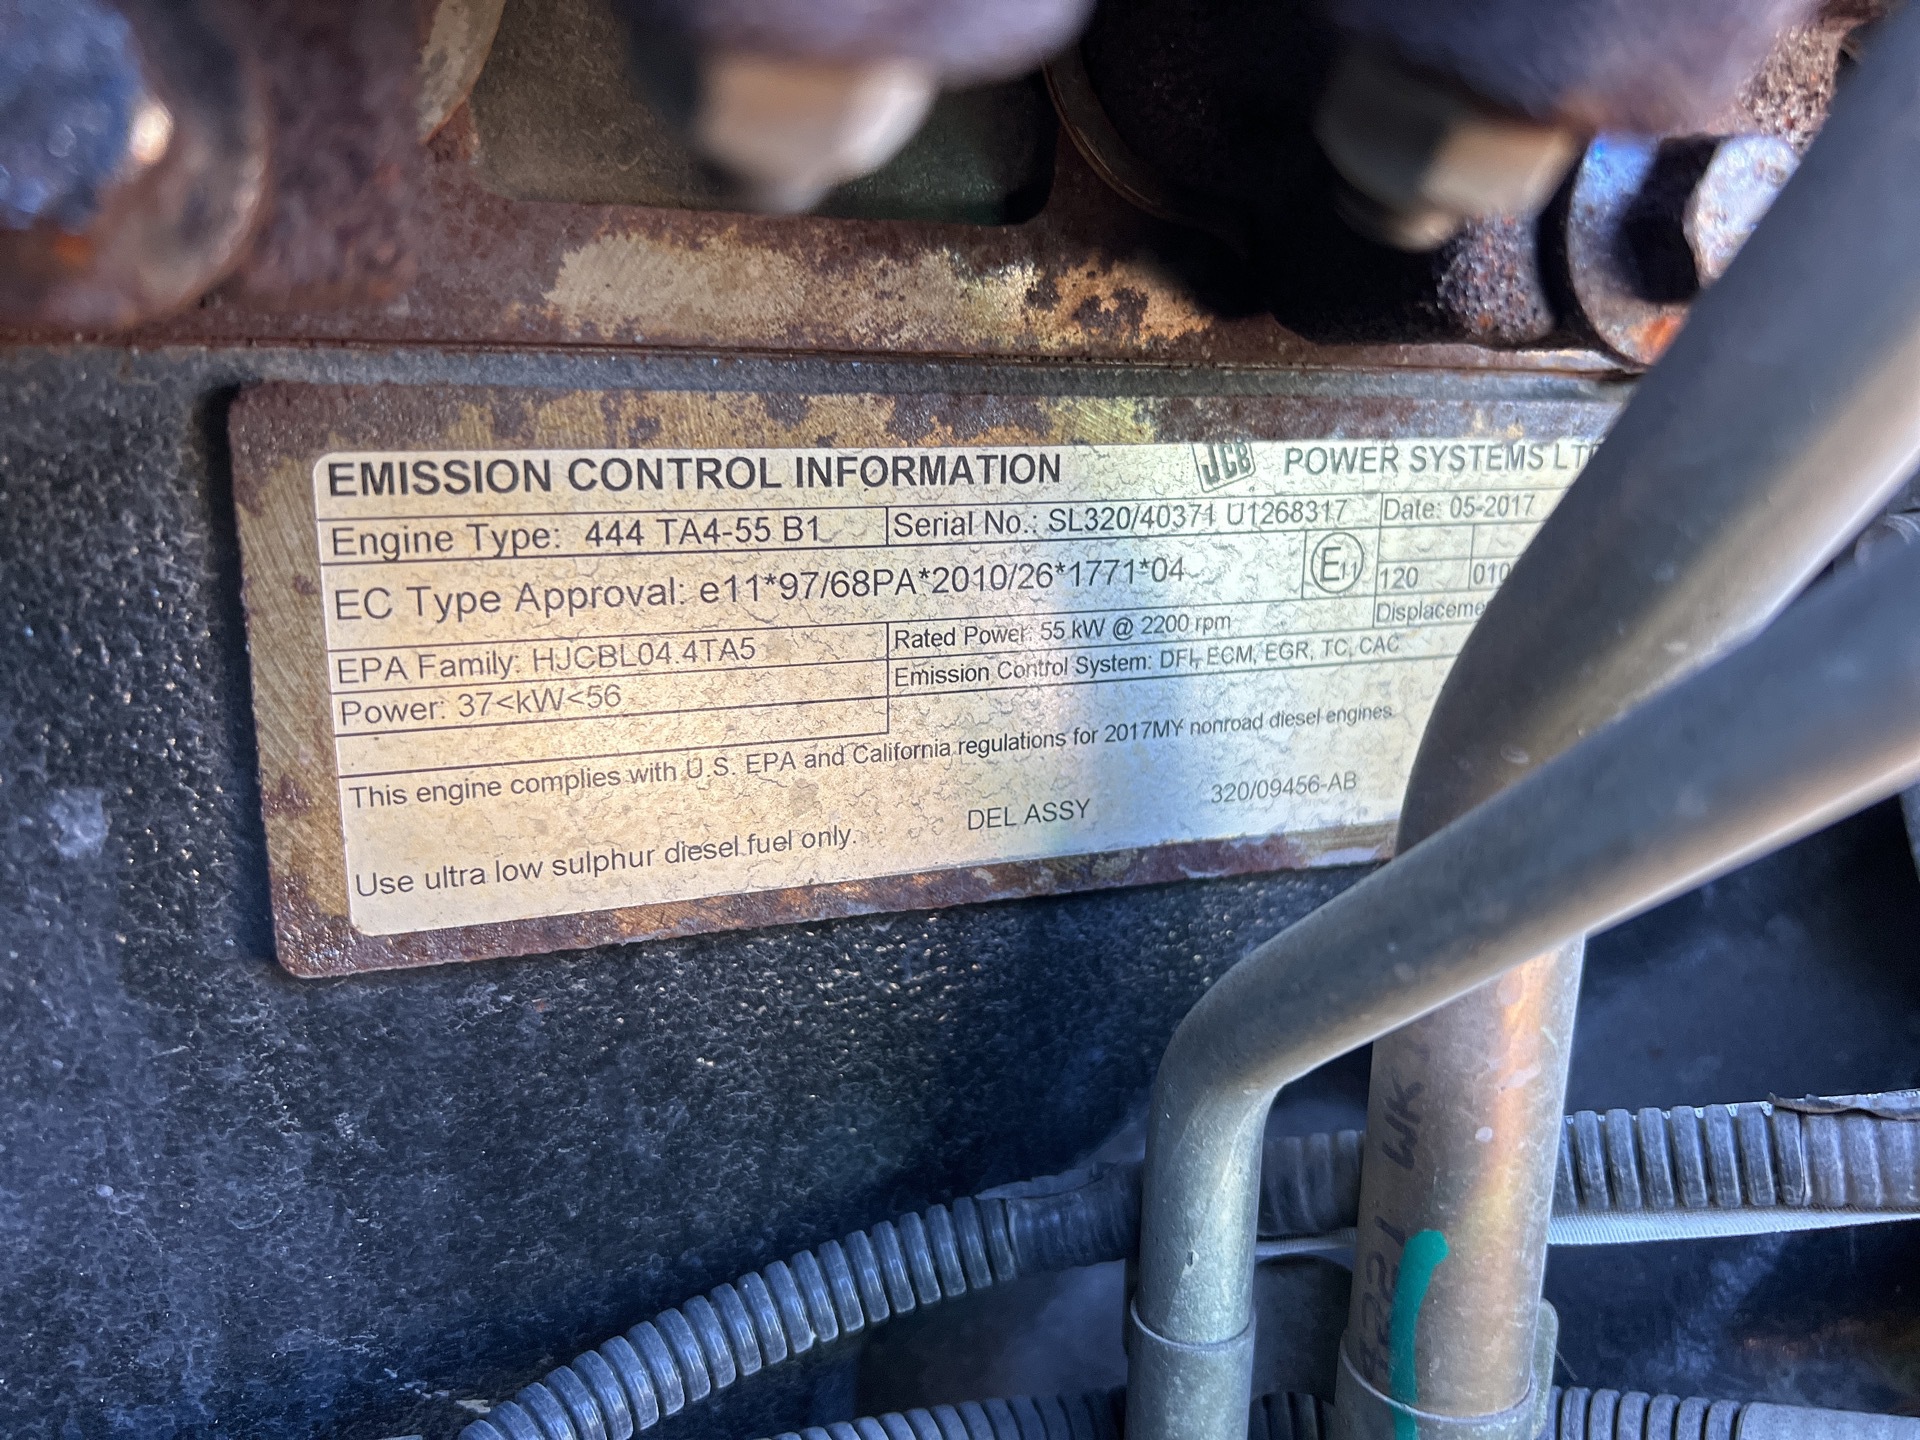 EMISSION CONTROL INFORMATION JCB POWER SYSTEMS
Engine Type: 444 TA4-55 B1 Serial No.: SL320/40371 U1268317 Date: 05-2017
EC Type Approval: e11*97/68PA*2010/26*1771*04 E11 120 010
EPA Family: HJCBL04.4TA5 Rated Power: 55 kW @ 2200 rpm
Power: 37<kW<56 Emission Control System: DFI, ECM, EGR, TC, CAC
This engine complies with U.S. EPA and California regulations for 2017MY nonroad diesel engines
Use ultra low sulphur diesel fuel only. DEL ASSY 320/09456-AB
WK